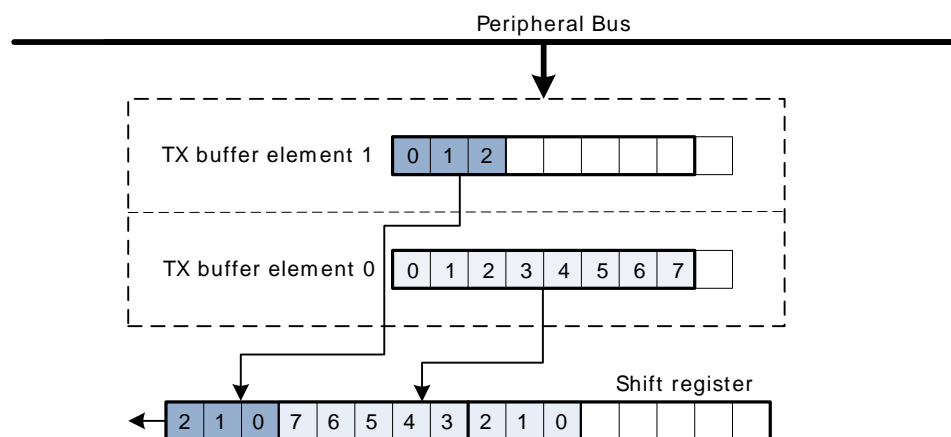 Peripheral Bus
TX buffer element 1 0 1 2
TX buffer element 0 0 1 2 3 4 5 6 7
Shift register
2 1 0 7 6 5 4 3 2 1 0